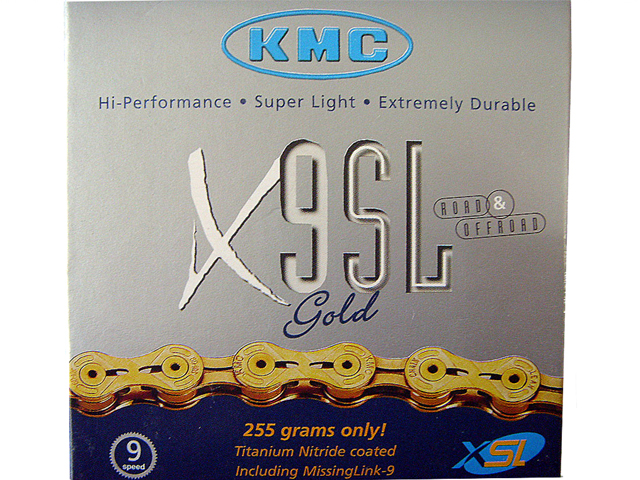 KMC
Hi-Performance • Super Light • Extremely Durable
X9SL
ROAD &
OFFROAD
Gold
KMC
255 grams only!
Titanium Nitride coated
Including MissingLink-9
9
speed
XSL